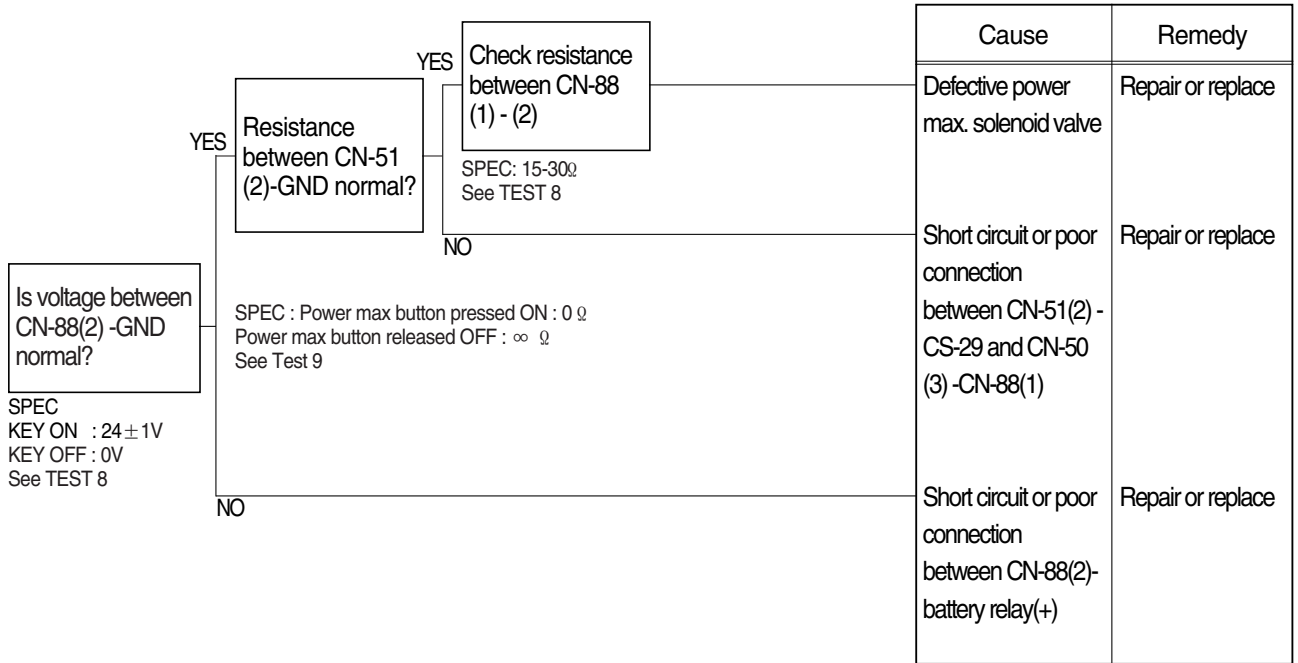 Is voltage between
CN-88(2) -GND
normal?
SPEC
KEY ON : 24±1V
KEY OFF : 0V
See TEST 8
YES
NO
Resistance
between CN-51
(2)-GND normal?
SPEC : Power max button pressed ON : 0 Ω
Power max button released OFF : ∞ Ω
See Test 9
YES
NO
Check resistance
between CN-88
(1) - (2)
SPEC: 15-30Ω
See TEST 8
Cause
Remedy
Defective power
max. solenoid valve
Repair or replace
Short circuit or poor
connection
between CN-51(2) -
CS-29 and CN-50
(3) -CN-88(1)
Repair or replace
Short circuit or poor
connection
between CN-88(2)-
battery relay(+)
Repair or replace